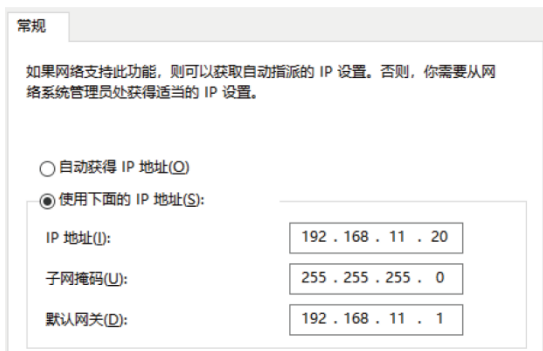 常规
如果网络支持此功能，则可以获取自动指派的 IP 设置。否则，你需要从网
络系统管理员处获得适当的 IP 设置。
自动获得 IP 地址(O)
使用下面的 IP 地址(S):
IP 地址(I): 192 . 168 . 11 . 20
子网掩码(U): 255 . 255 . 255 . 0
默认网关(D): 192 . 168 . 11 . 1